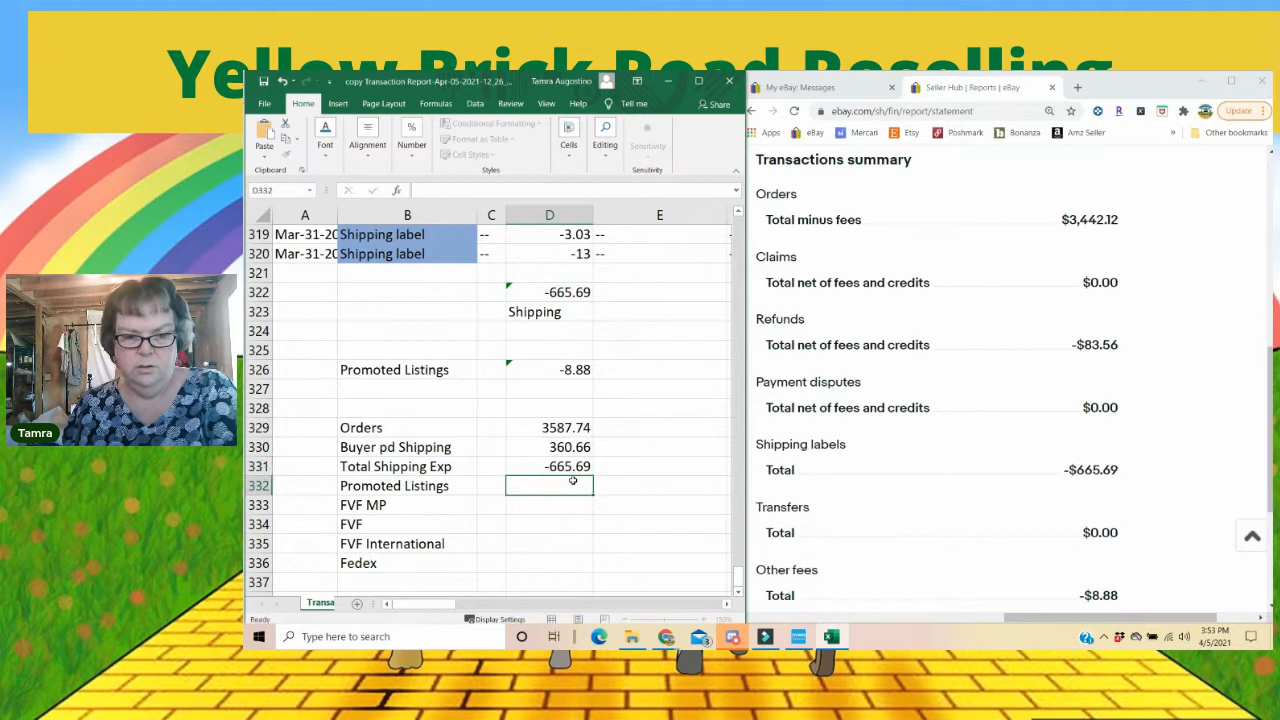 Yellow Brick Road Reselling
copy Transaction Report-Apr-05-2021-12_26_...
Tamra Augostino
File Home Insert Page Layout Formulas Data Review View Help Tell me Share
Paste
Font
Alignment
Number
Conditional Formatting
Format as Table
Cell Styles
Cells
Editing
Sensitivity
Clipboard
Styles
Sensitivity
D332
fx
A B C D E
319 Mar-31-20 Shipping label -- -3.03 --
320 Mar-31-20 Shipping label -- -13 --
321
322 -665.69
323 Shipping
324
325
326 Promoted Listings -8.88
327
328
329 Orders 3587.74
330 Buyer pd Shipping 360.66
331 Total Shipping Exp -665.69
332 Promoted Listings
333 FVF MP
334 FVF
335 FVF International
336 Fedex
337
Transa
Ready
Display Settings
My eBay: Messages
Seller Hub | Reports | eBay
ebay.com/sh/fin/report/statement
Update
Apps eBay Mercari Etsy Poshmark Bonanza Amz Seller » Other bookmarks
Transactions summary
Orders
Total minus fees $3,442.12
Claims
Total net of fees and credits $0.00
Refunds
Total net of fees and credits -$83.56
Payment disputes
Total net of fees and credits $0.00
Shipping labels
Total -$665.69
Transfers
Total $0.00
Other fees
Total -$8.88
Tamra
Type here to search
3:53 PM
4/5/2021